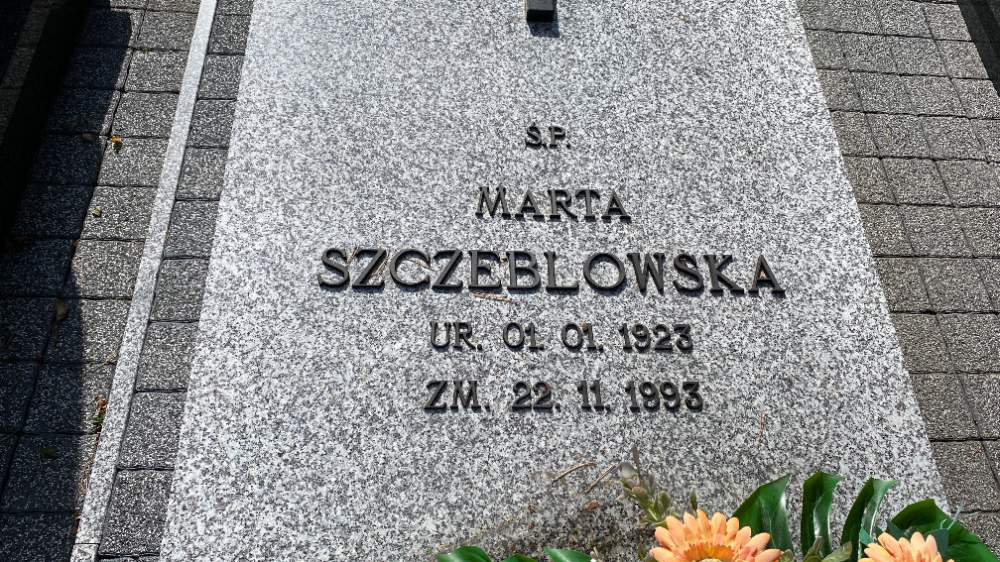 Ś.P.
MARTA
SZCZEBLOWSKA
UR. 01. 01. 1923
ZM. 22. 11. 1993